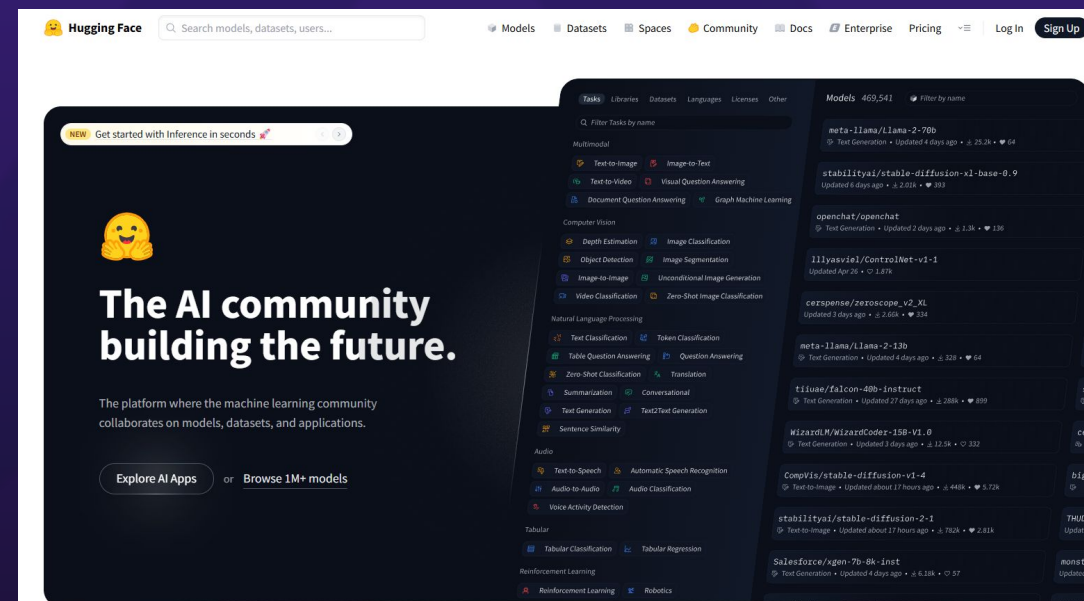 Hugging Face
Search models, datasets, users...
Models
Datasets
Spaces
Community
Docs
Enterprise
Pricing
Log In
Sign Up
NEW Get started with Inference in seconds 🚀
The AI community
building the future.
The platform where the machine learning community
collaborates on models, datasets, and applications.
Explore AI Apps or Browse 1M+ models
Tasks Libraries Datasets Languages Licenses Other
Filter Tasks by name
Multimodal
Text-to-Image Image-to-Text
Text-to-Video Visual Question Answering
Document Question Answering Graph Machine Learning
Computer Vision
Depth Estimation Image Classification
Object Detection Image Segmentation
Image-to-Image Unconditional Image Generation
Video Classification Zero-Shot Image Classification
Natural Language Processing
Text Classification Token Classification
Table Question Answering Question Answering
Zero-Shot Classification Translation
Summarization Conversational
Text Generation Text2Text Generation
Sentence Similarity
Audio
Text-to-Speech Automatic Speech Recognition
Audio-to-Audio Audio Classification
Voice Activity Detection
Tabular
Tabular Classification Tabular Regression
Reinforcement Learning
Reinforcement Learning Robotics
Models 469,541 Filter by name
meta-llama/Llama-2-70b
Text Generation • Updated 4 days ago • 25.2k • 64
stabilityai/stable-diffusion-xl-base-0.9
Updated 6 days ago • 2.01k • 393
openchat/openchat
Text Generation • Updated 2 days ago • 1.3k • 136
lllyasviel/ControlNet-v1-1
Updated Apr 26 • 1.87k
cerspense/zeroscope_v2_XL
Updated 3 days ago • 2.66k • 334
meta-llama/Llama-2-13b
Text Generation • Updated 4 days ago • 328 • 64
tiiuae/falcon-40b-instruct
Text Generation • Updated 27 days ago • 288k • 899
WizardLM/WizardCoder-15B-V1.0
Text Generation • Updated 3 days ago • 12.5k • 332
CompVis/stable-diffusion-v1-4
Text-to-Image • Updated about 17 hours ago • 448k • 5.72k
stabilityai/stable-diffusion-2-1
Text-to-Image • Updated about 17 hours ago • 782k • 2.81k
Salesforce/xgen-7b-8k-inst
Text Generation • Updated 4 days ago • 6.18k • 57